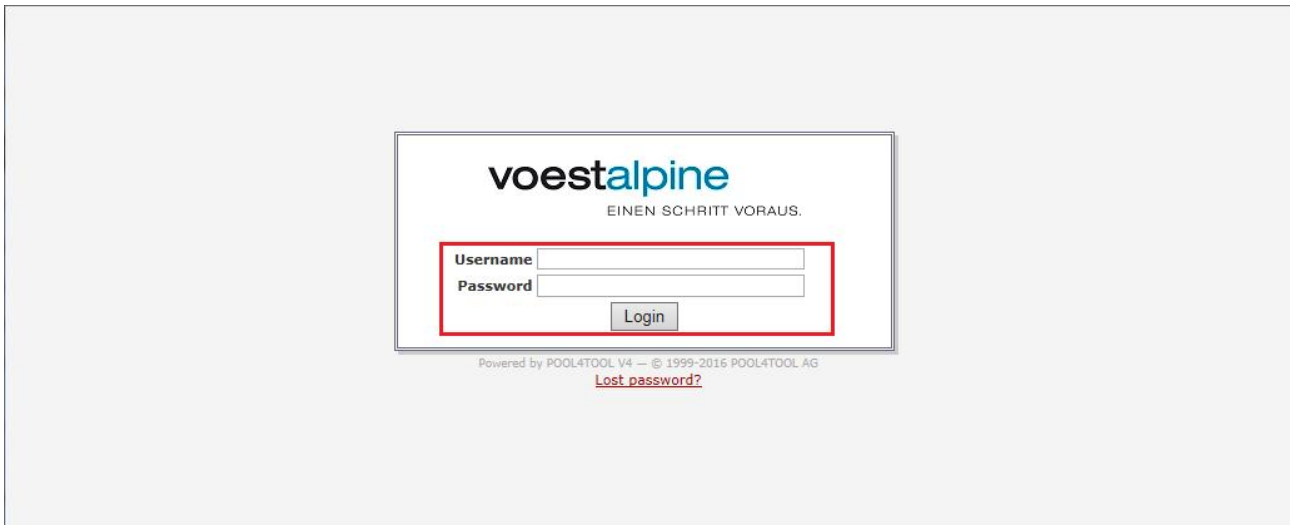 voestalpine
EINEN SCHRITT VORAUS.
Username
Password
Login
Powered by POOL4TOOL V4 — © 1999-2016 POOL4TOOL AG
Lost password?